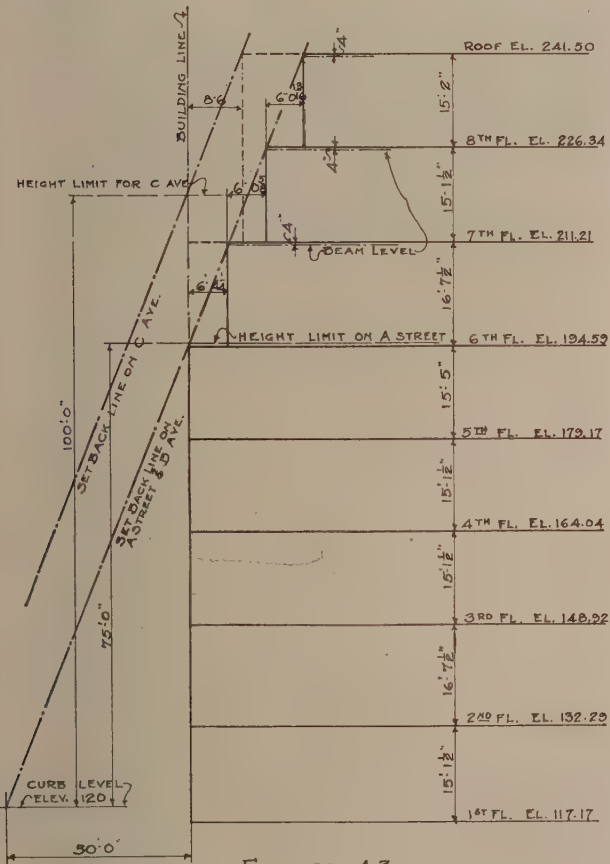 BUILDING LINE
ROOF EL. 241.50
4"
8'6"
15'-2"
8TH FL. EL. 226.34
4"
HEIGHT LIMIT FOR C AVE.
15'-1½"
4"
7TH FL. EL. 211.21
BEAM LEVEL
16'-7½"
HEIGHT LIMIT ON A STREET
6TH FL. EL. 194.59
SET BACK LINE ON C AVE.
100'-0"
15'-5"
5TH FL. EL. 179.17
SET BACK LINE ON
A STREET & B AVE.
15'-1½"
4TH FL. EL. 164.04
15'-1½"
75'-0"
3RD FL. EL. 148.92
16'-7½"
2ND FL. EL. 132.29
CURB LEVEL
ELEV. 120
15'-1½"
1ST FL. EL. 117.17
30'-0"